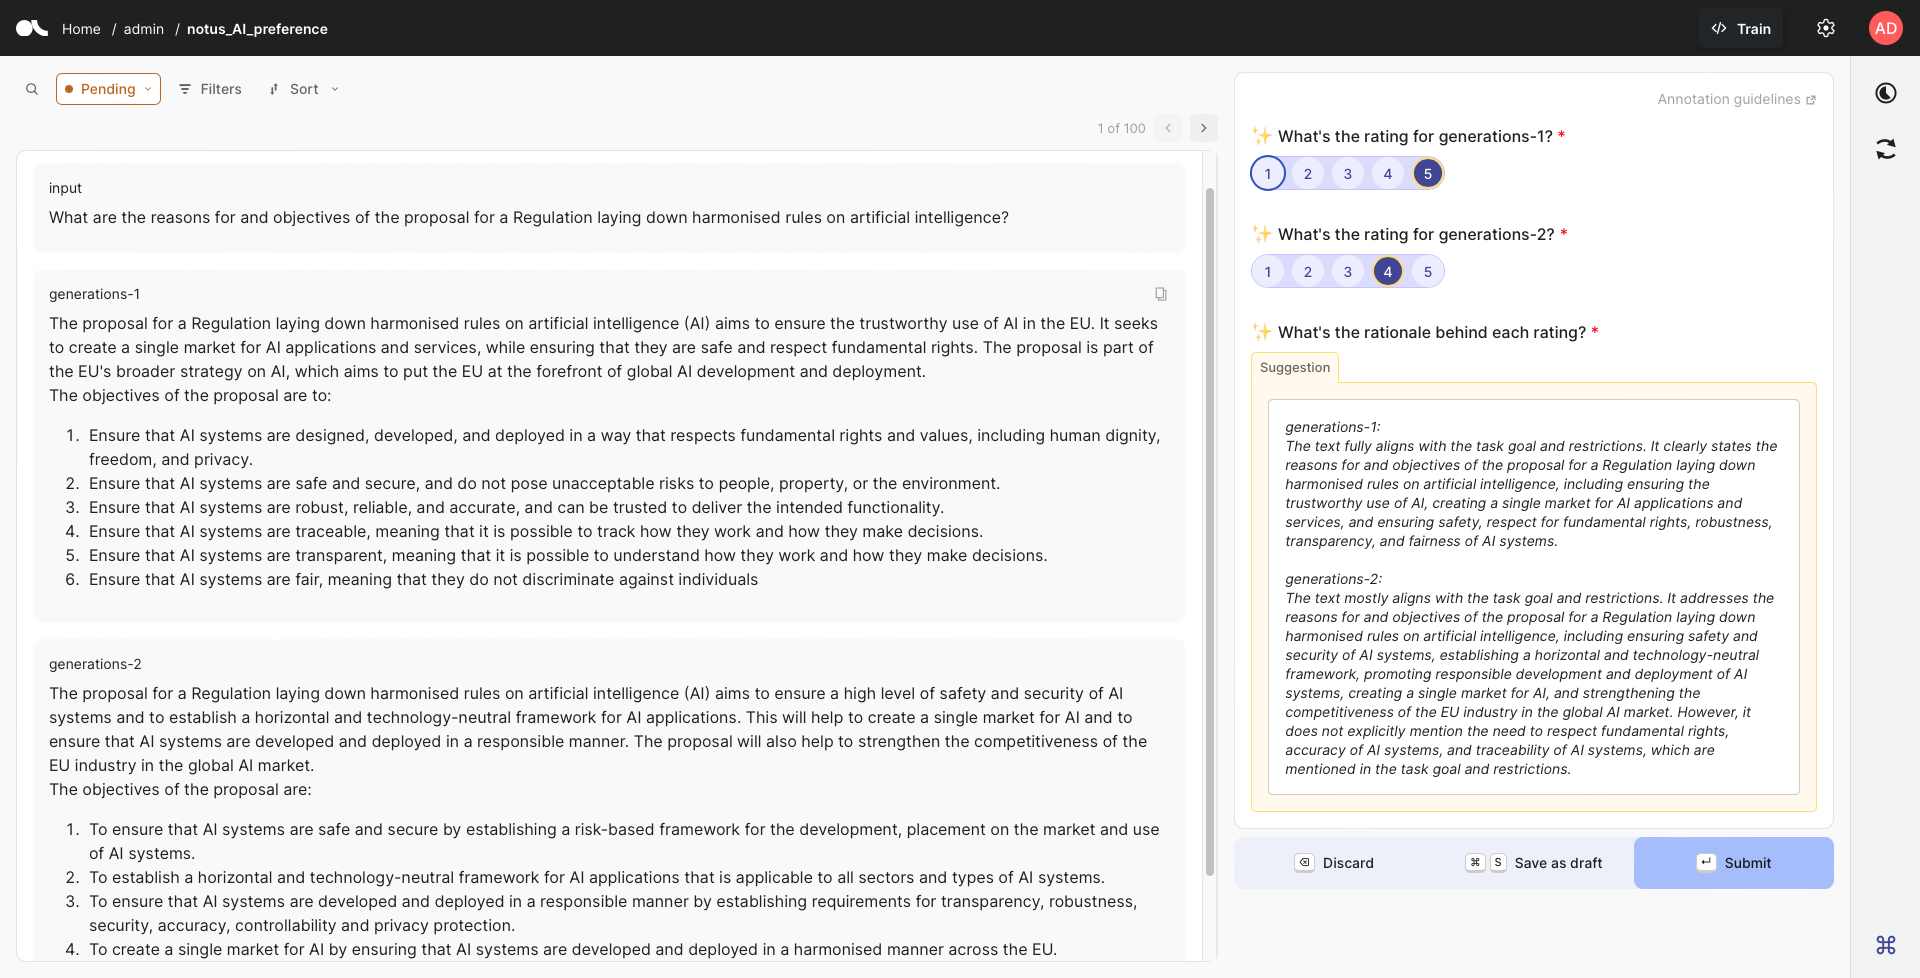 Home / admin / notus_AI_preference
Train
AD
Pending
Filters
Sort
1 of 100
input
What are the reasons for and objectives of the proposal for a Regulation laying down harmonised rules on artificial intelligence?
generations-1
The proposal for a Regulation laying down harmonised rules on artificial intelligence (AI) aims to ensure the trustworthy use of AI in the EU. It seeks
to create a single market for AI applications and services, while ensuring that they are safe and respect fundamental rights. The proposal is part of
the EU's broader strategy on AI, which aims to put the EU at the forefront of global AI development and deployment.
The objectives of the proposal are to:
1. Ensure that AI systems are designed, developed, and deployed in a way that respects fundamental rights and values, including human dignity,
freedom, and privacy.
2. Ensure that AI systems are safe and secure, and do not pose unacceptable risks to people, property, or the environment.
3. Ensure that AI systems are robust, reliable, and accurate, and can be trusted to deliver the intended functionality.
4. Ensure that AI systems are traceable, meaning that it is possible to track how they work and how they make decisions.
5. Ensure that AI systems are transparent, meaning that it is possible to understand how they work and how they make decisions.
6. Ensure that AI systems are fair, meaning that they do not discriminate against individuals
generations-2
The proposal for a Regulation laying down harmonised rules on artificial intelligence (AI) aims to ensure a high level of safety and security of AI
systems and to establish a horizontal and technology-neutral framework for AI applications. This will help to create a single market for AI and to
ensure that AI systems are developed and deployed in a responsible manner. The proposal will also help to strengthen the competitiveness of the
EU industry in the global AI market.
The objectives of the proposal are:
1. To ensure that AI systems are safe and secure by establishing a risk-based framework for the development, placement on the market and use
of AI systems.
2. To establish a horizontal and technology-neutral framework for AI applications that is applicable to all sectors and types of AI systems.
3. To ensure that AI systems are developed and deployed in a responsible manner by establishing requirements for transparency, robustness,
security, accuracy, controllability and privacy protection.
4. To create a single market for AI by ensuring that AI systems are developed and deployed in a harmonised manner across the EU.
Annotation guidelines
✨ What's the rating for generations-1? *
1 2 3 4 5
✨ What's the rating for generations-2? *
1 2 3 4 5
✨ What's the rationale behind each rating? *
Suggestion
generations-1:
The text fully aligns with the task goal and restrictions. It clearly states the
reasons for and objectives of the proposal for a Regulation laying down
harmonised rules on artificial intelligence, including ensuring the
trustworthy use of AI, creating a single market for AI applications and
services, and ensuring safety, respect for fundamental rights, robustness,
transparency, and fairness of AI systems.
generations-2:
The text mostly aligns with the task goal and restrictions. It addresses the
reasons for and objectives of the proposal for a Regulation laying down
harmonised rules on artificial intelligence, including ensuring safety and
security of AI systems, establishing a horizontal and technology-neutral
framework, promoting responsible development and deployment of AI
systems, creating a single market for AI, and strengthening the
competitiveness of the EU industry in the global AI market. However, it
does not explicitly mention the need to respect fundamental rights,
accuracy of AI systems, and traceability of AI systems, which are
mentioned in the task goal and restrictions.
Discard
⌘ S Save as draft
Submit